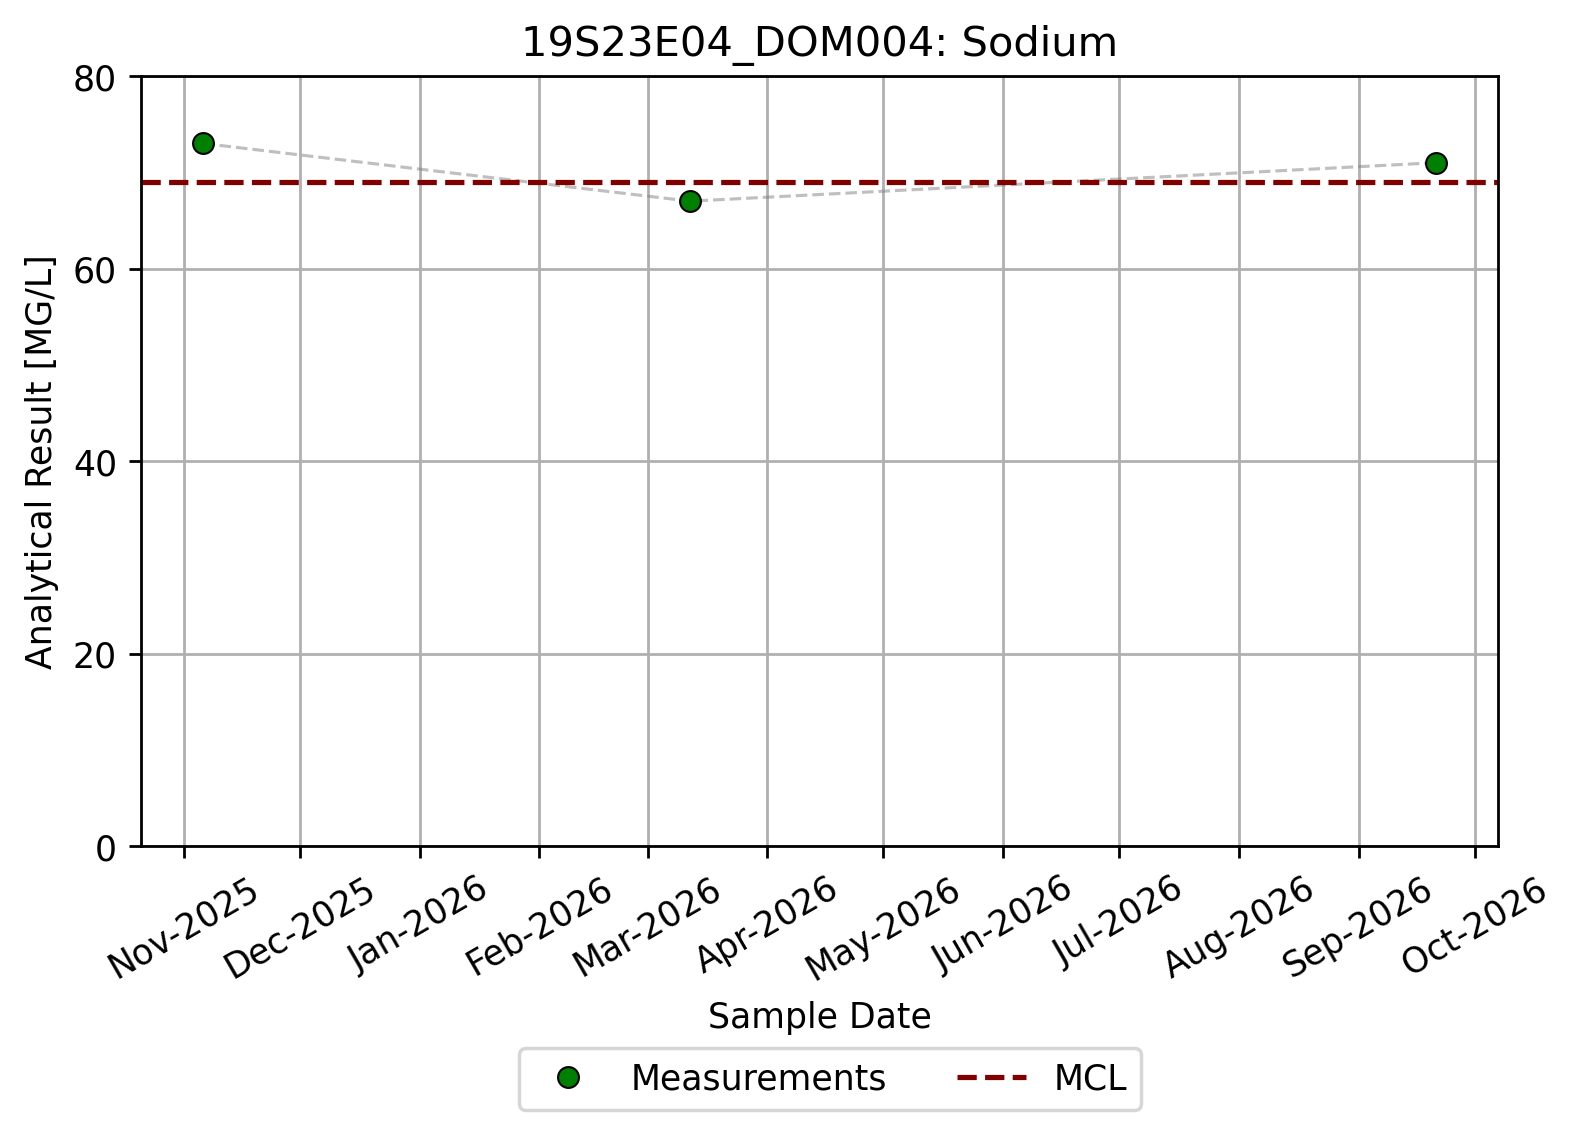 19S23E04_DOM004: Sodium
Analytical Result [MG/L]
80
60
40
20
0
Nov-2025
Dec-2025
Jan-2026
Feb-2026
Mar-2026
Apr-2026
May-2026
Jun-2026
Jul-2026
Aug-2026
Sep-2026
Oct-2026
Sample Date
Measurements
MCL